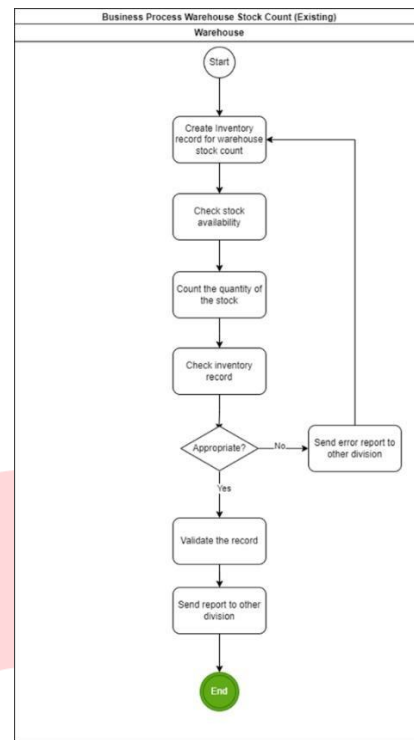 Business Process Warehouse Stock Count (Existing)
Warehouse
Start
Create Inventory
record for warehouse
stock count
Check stock
availability
Count the quantity of
the stock
Check inventory
record
Appropriate?
No
Send error report to
other division
Yes
Validate the record
Send report to other
division
End